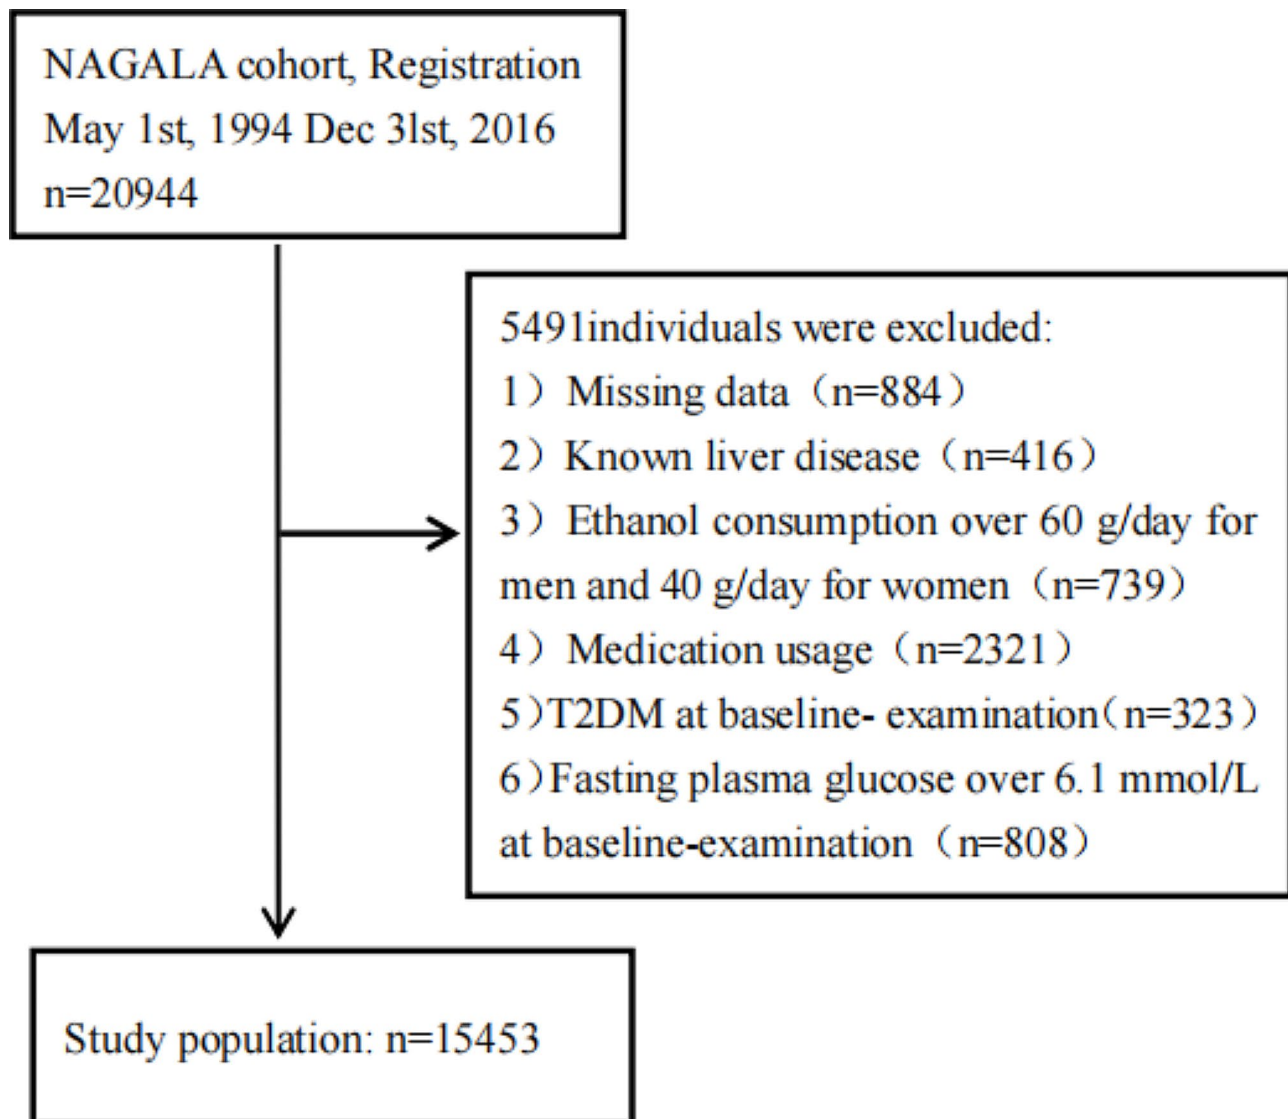 NAGALA cohort, Registration
May 1st, 1994 Dec 3lst, 2016
n=20944
5491individuals were excluded:
1）Missing data（n=884）
2）Known liver disease（n=416）
3）Ethanol consumption over 60 g/day for
men and 40 g/day for women（n=739）
4）Medication usage（n=2321）
5)T2DM at baseline- examination(n=323)
6)Fasting plasma glucose over 6.1 mmol/L
at baseline-examination（n=808）
Study population: n=15453